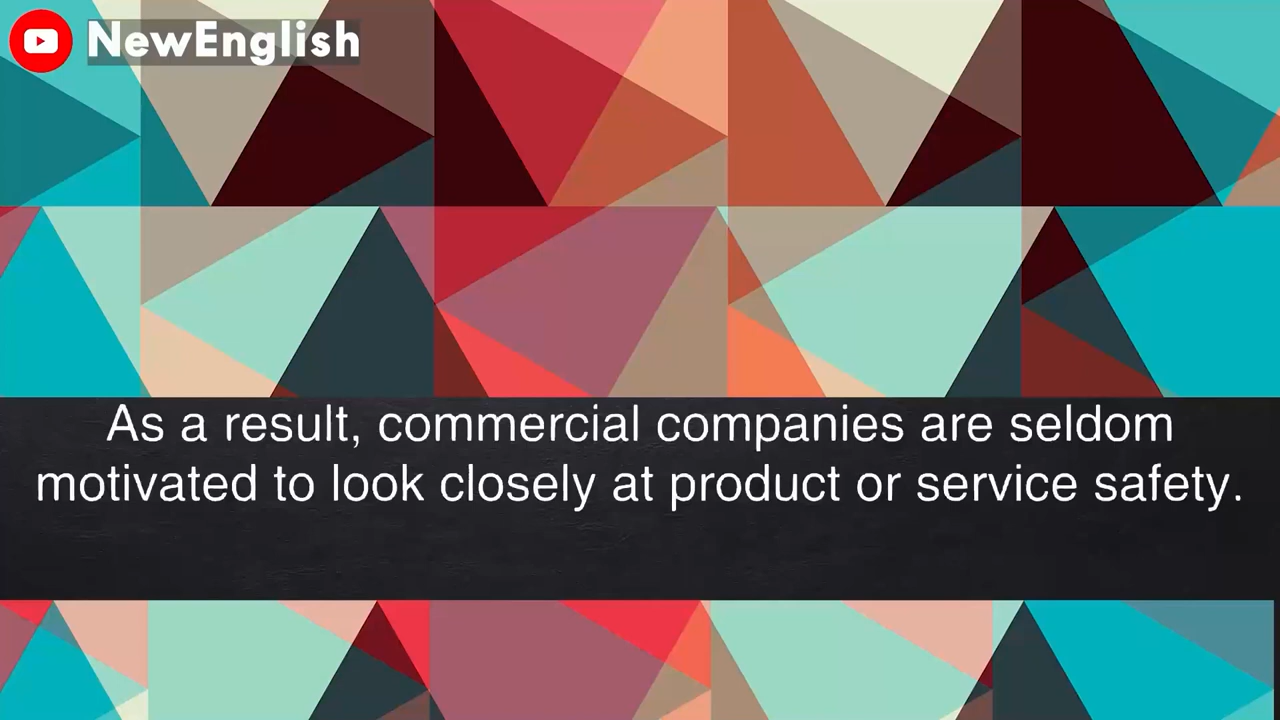 NewEnglish
As a result, commercial companies are seldom
motivated to look closely at product or service safety.